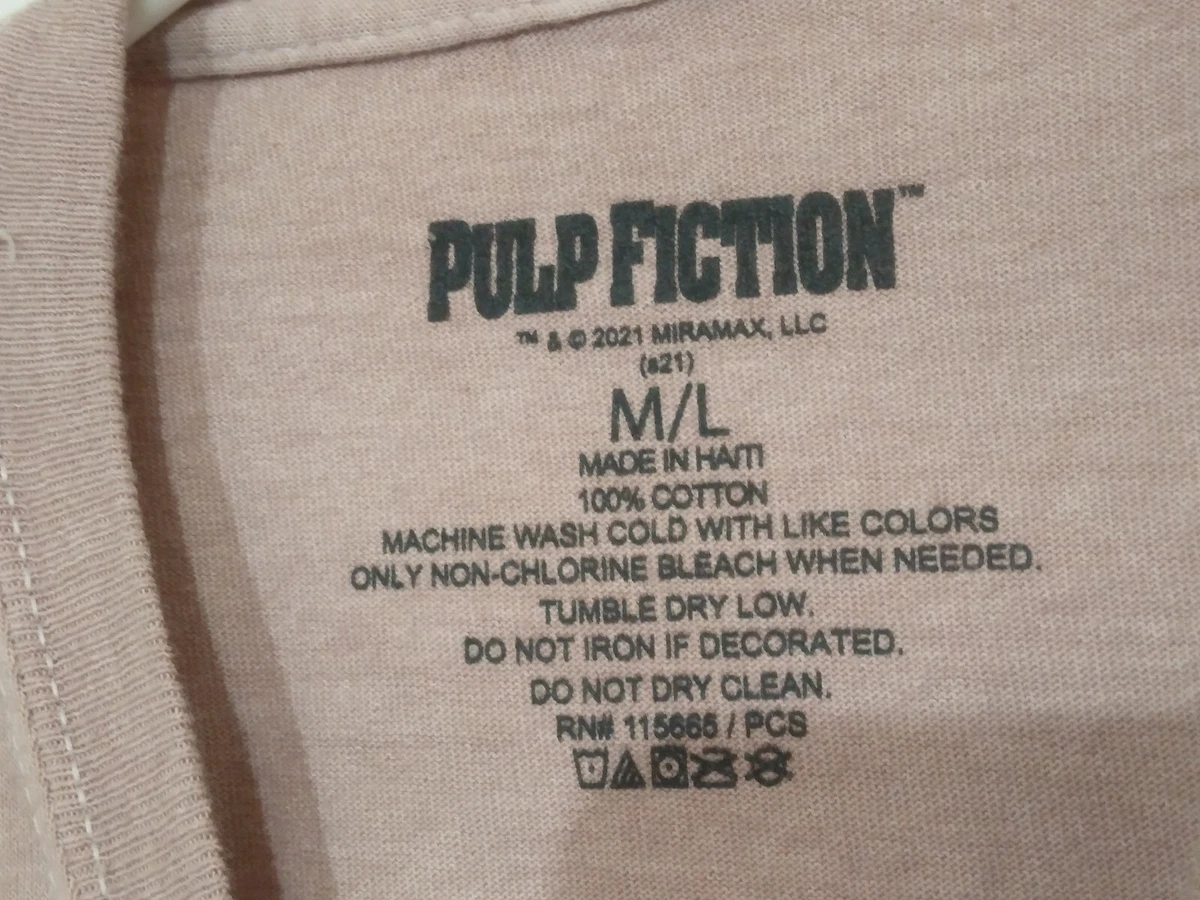 PULP FICTION™
™ & © 2021 MIRAMAX, LLC
(s21)
M/L
MADE IN HAITI
100% COTTON
MACHINE WASH COLD WITH LIKE COLORS
ONLY NON-CHLORINE BLEACH WHEN NEEDED.
TUMBLE DRY LOW.
DO NOT IRON IF DECORATED.
DO NOT DRY CLEAN.
RN# 115665 / PCS